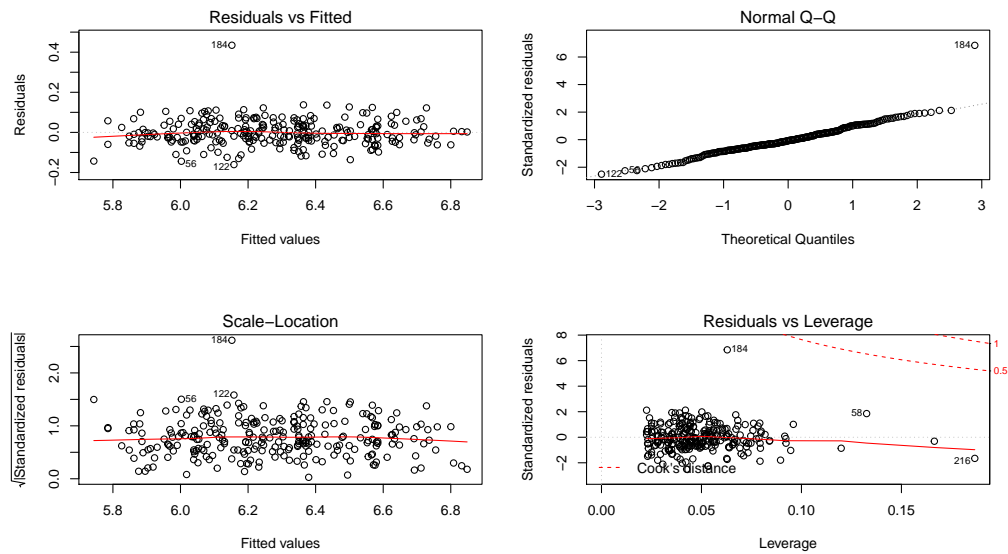 Residuals vs Fitted
Residuals
−0.2 0.0 0.2 0.4
184
56
122
5.8 6.0 6.2 6.4 6.6 6.8
Fitted values
Normal Q−Q
Standardized residuals
−2 0 2 4 6
184
122
56
−3 −2 −1 0 1 2 3
Theoretical Quantiles
Scale−Location
√|Standardized residuals|
0.0 1.0 2.0
184
56
122
5.8 6.0 6.2 6.4 6.6 6.8
Fitted values
Residuals vs Leverage
Standardized residuals
−2 0 2 4 6 8
184
58
216
1
0.5
Cook's distance
0.00 0.05 0.10 0.15
Leverage